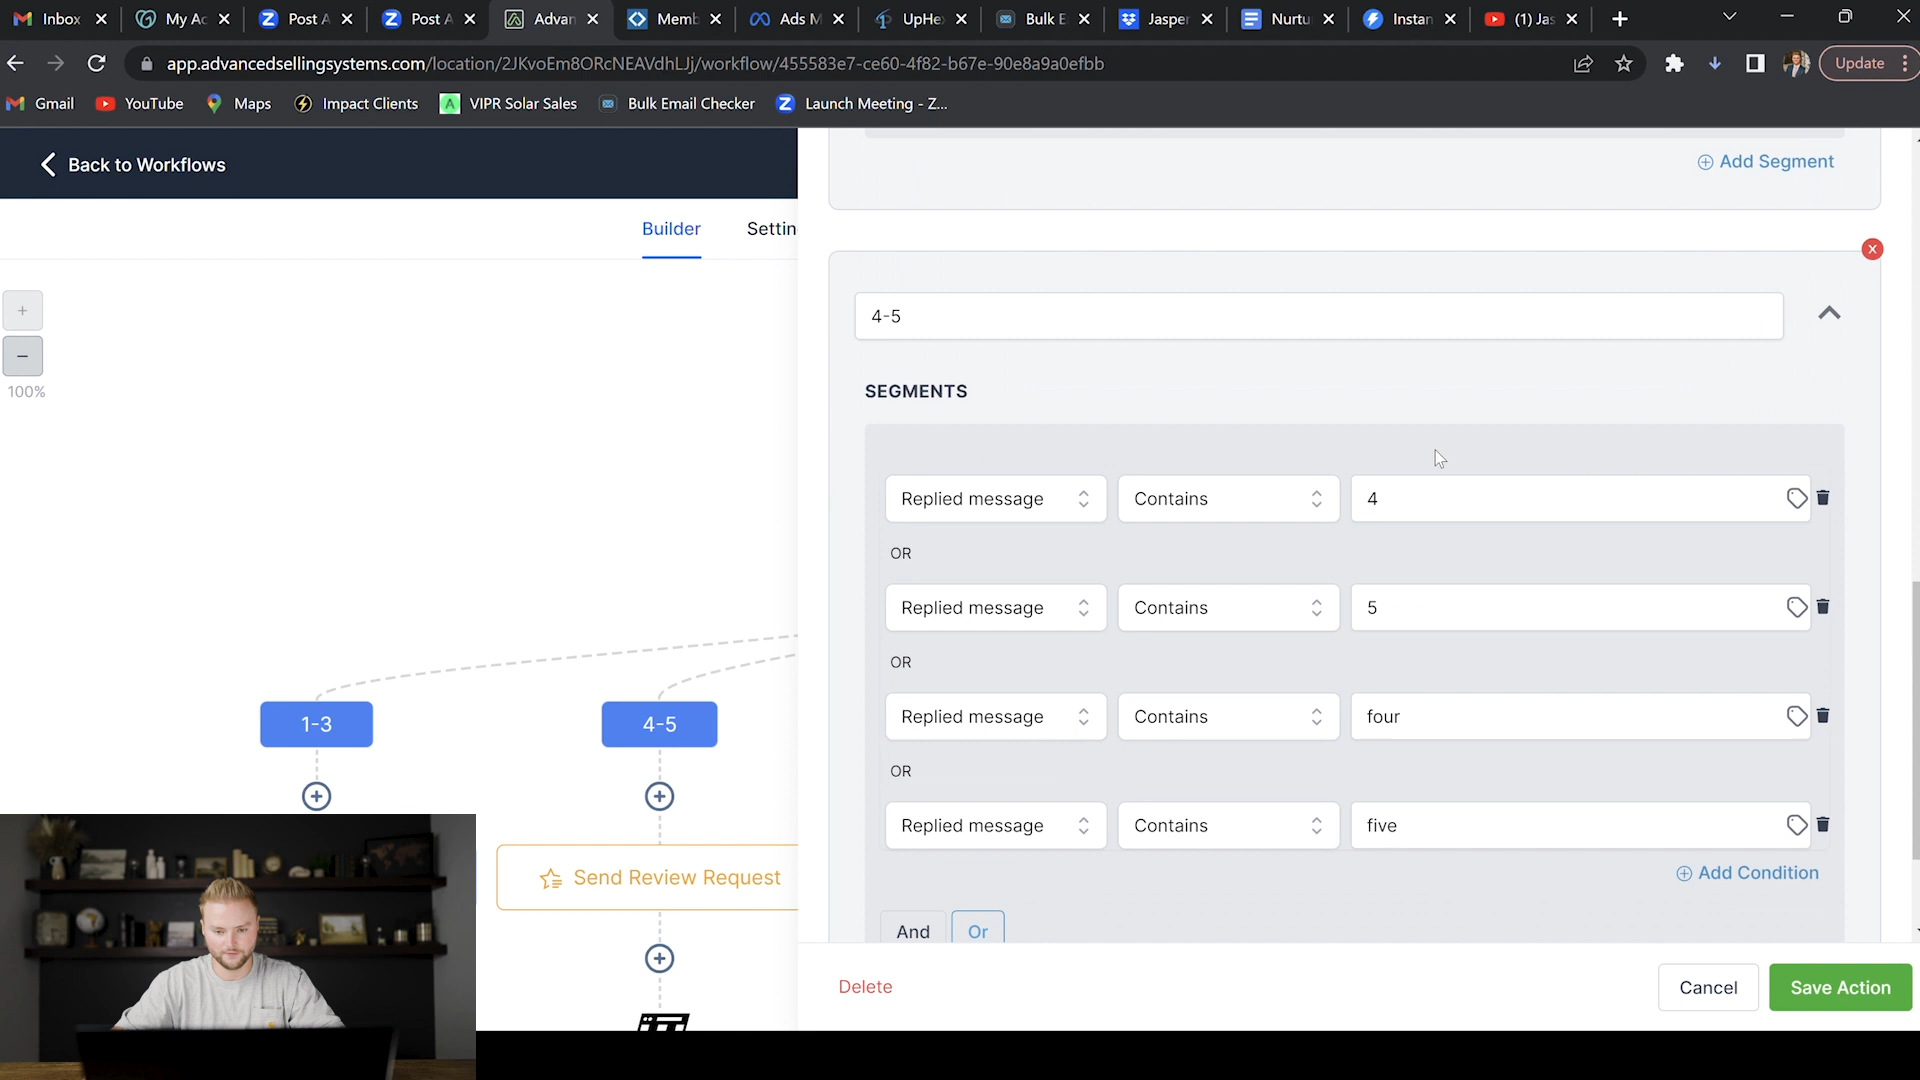 Inbox
My Ac
Post A
Post A
Advan
Memb
Ads M
UpHex
Bulk E
Jasper
Nurtu
Instan
(1) Jas
app.advancedsellingsystems.com/location/2JKvoEm8ORcNEAVdhLJj/workflow/455583e7-ce60-4f82-b67e-90e8a9a0efbb
Update
Gmail
YouTube
Maps
Impact Clients
VIPR Solar Sales
Bulk Email Checker
Launch Meeting - Z...
Back to Workflows
Add Segment
Builder
Settin
4-5
100%
SEGMENTS
Replied message
Contains
4
OR
Replied message
Contains
5
OR
Replied message
Contains
four
OR
Replied message
Contains
five
1-3
4-5
Send Review Request
Add Condition
And
Or
Delete
Cancel
Save Action